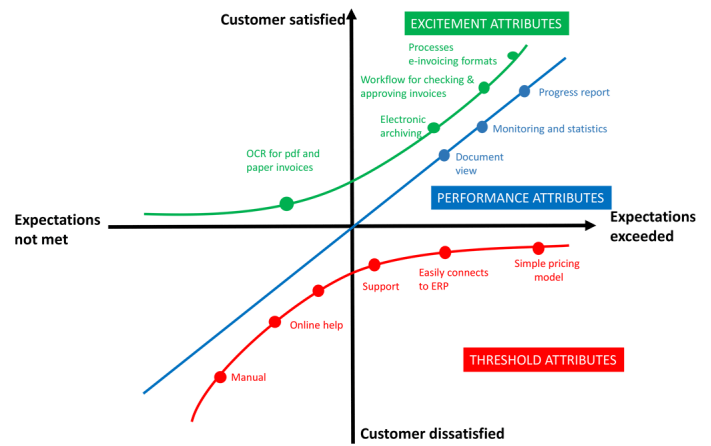 Customer satisfied
EXCITEMENT ATTRIBUTES
Processes
e-invoicing formats
Workflow for checking &
approving invoices
Progress report
Electronic
archiving
Monitoring and statistics
OCR for pdf and
paper invoices
Document
view
PERFORMANCE ATTRIBUTES
Expectations
not met
Expectations
exceeded
Support
Easily connects
to ERP
Simple pricing
model
Online help
THRESHOLD ATTRIBUTES
Manual
Customer dissatisfied